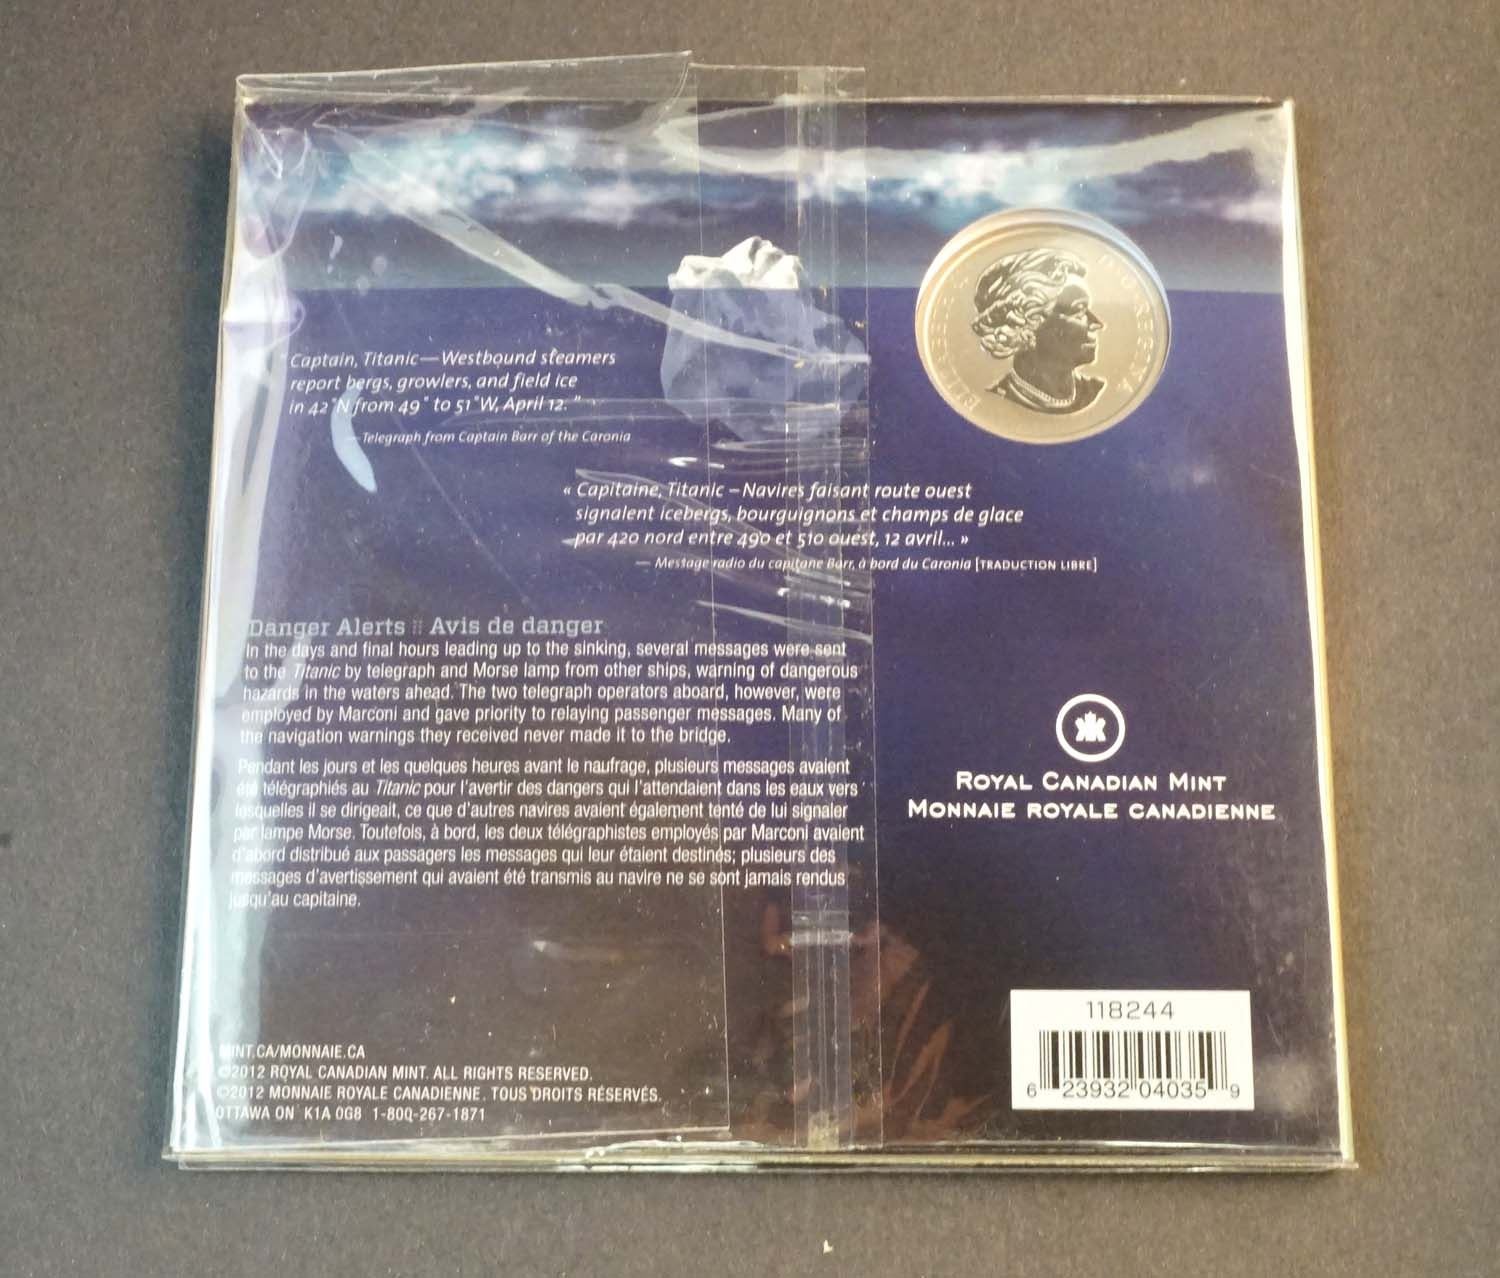 Captain, Titanic—Westbound steamers
report bergs, growlers, and field ice
in 42°N from 49° to 51°W, April 12."
—Telegraph from Captain Barr of the Caronia
ELIZABETH II D·G·REGINA
« Capitaine, Titanic – Navires faisant route ouest
signalent icebergs, bourguignons et champs de glace
par 420 nord entre 490 et 510 ouest, 12 avril... »
— Message radio du capitane Barr, à bord du Caronia [TRADUCTION LIBRE]
Danger Alerts :: Avis de danger
In the days and final hours leading up to the sinking, several messages were sent
to the Titanic by telegraph and Morse lamp from other ships, warning of dangerous
hazards in the waters ahead. The two telegraph operators aboard, however, were
employed by Marconi and gave priority to relaying passenger messages. Many of
the navigation warnings they received never made it to the bridge.
Pendant les jours et les quelques heures avant le naufrage, plusieurs messages avaient
été télégraphiés au Titanic pour l'avertir des dangers qui l'attendaient dans les eaux vers
lesquelles il se dirigeait, ce que d'autres navires avaient également tenté de lui signaler
par lampe Morse. Toutefois, à bord, les deux télégraphistes employés par Marconi avaient
d'abord distribué aux passagers les messages qui leur étaient destinés; plusieurs des
messages d'avertissement qui avaient été transmis au navire ne se sont jamais rendus
jusqu'au capitaine.
ROYAL CANADIAN MINT
MONNAIE ROYALE CANADIENNE
MINT.CA/MONNAIE.CA
©2012 ROYAL CANADIAN MINT. ALL RIGHTS RESERVED.
©2012 MONNAIE ROYALE CANADIENNE. TOUS DROITS RÉSERVÉS.
OTTAWA ON K1A 0G8 1-800-267-1871
118244
6 23932 04035 9